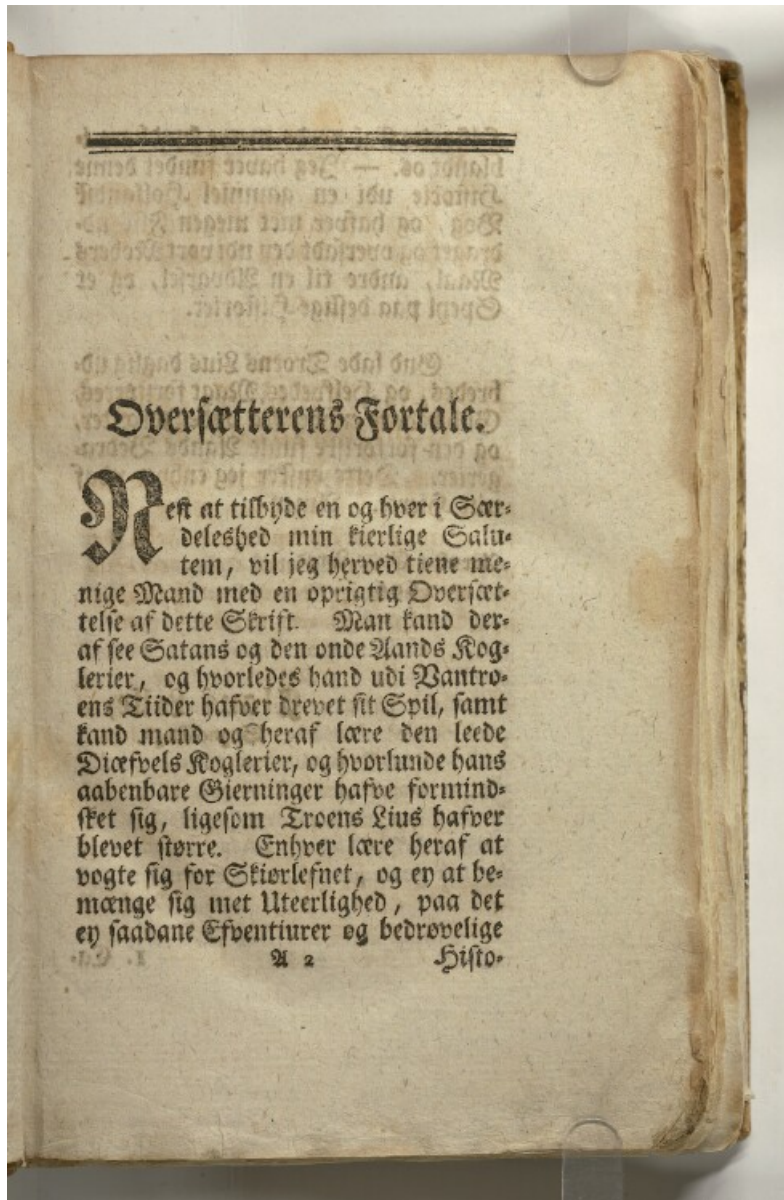 Oversætterens Fortale.
Nest at tilbyde en og hver i Sær-
deleshed min kierlige Salu-
tem, vil jeg herved tiene me-
nige Mand med en oprigtig Oversæt-
telse af dette Skrift. Man kand der-
af see Satans og den onde Aands Kog-
lerier, og hvorledes hand udi Vantro-
ens Tiider hafver drevet sit Spil, samt
kand mand og heraf lære den leede
Diæfvels Koglerier, og hvorlunde hans
aabenbare Gierninger hafve formind-
sket sig, ligesom Troens Lius hafver
blevet større. Enhver lære heraf at
vogte sig for Skiørlefnet, og ey at be-
mænge sig met Uteerlighed, paa det
ey saadane Efventiurer og bedrøvelige
A 2 Histo-